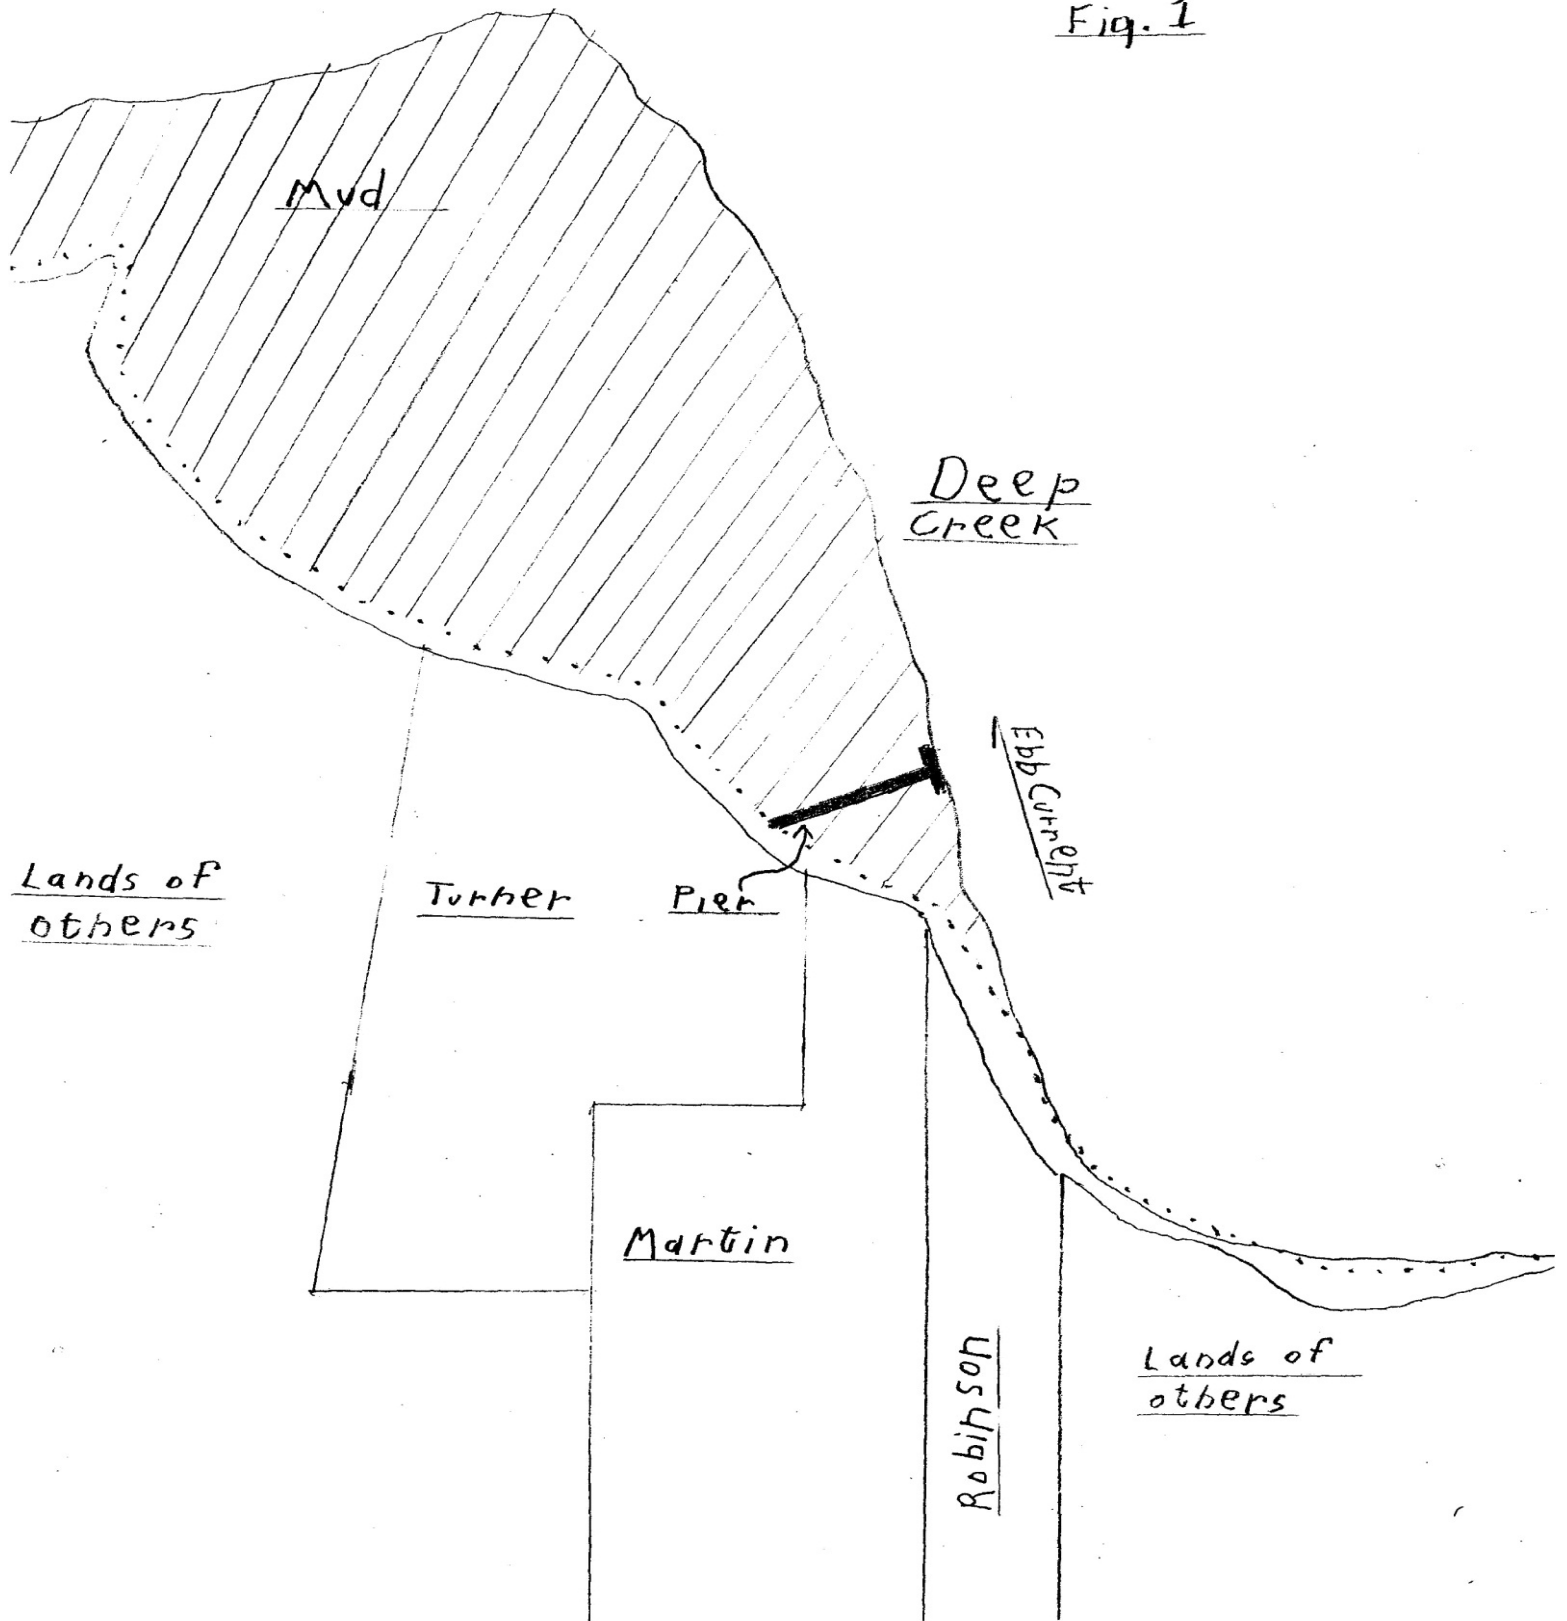 Fig. 1
Mud
Deep
Creek
Ebb Current
Lands of
others
Turner
Pier
Martin
Robinson
Lands of
others